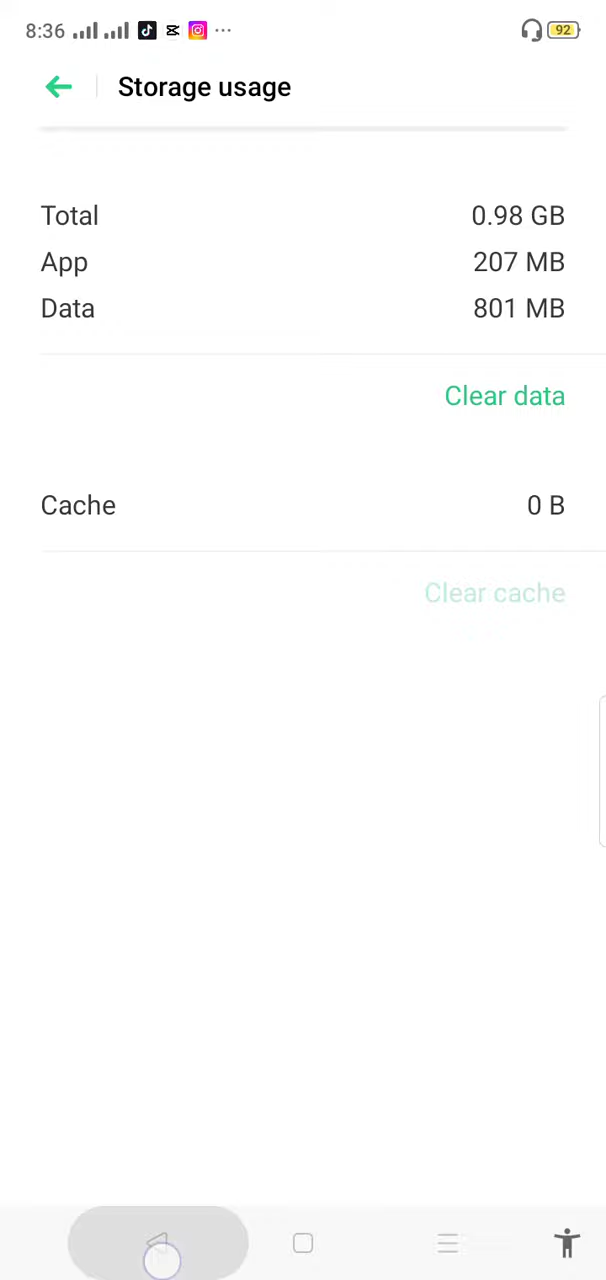 8:36 92
Storage usage
Total 0.98 GB
App 207 MB
Data 801 MB
Clear data
Cache 0 B
Clear cache